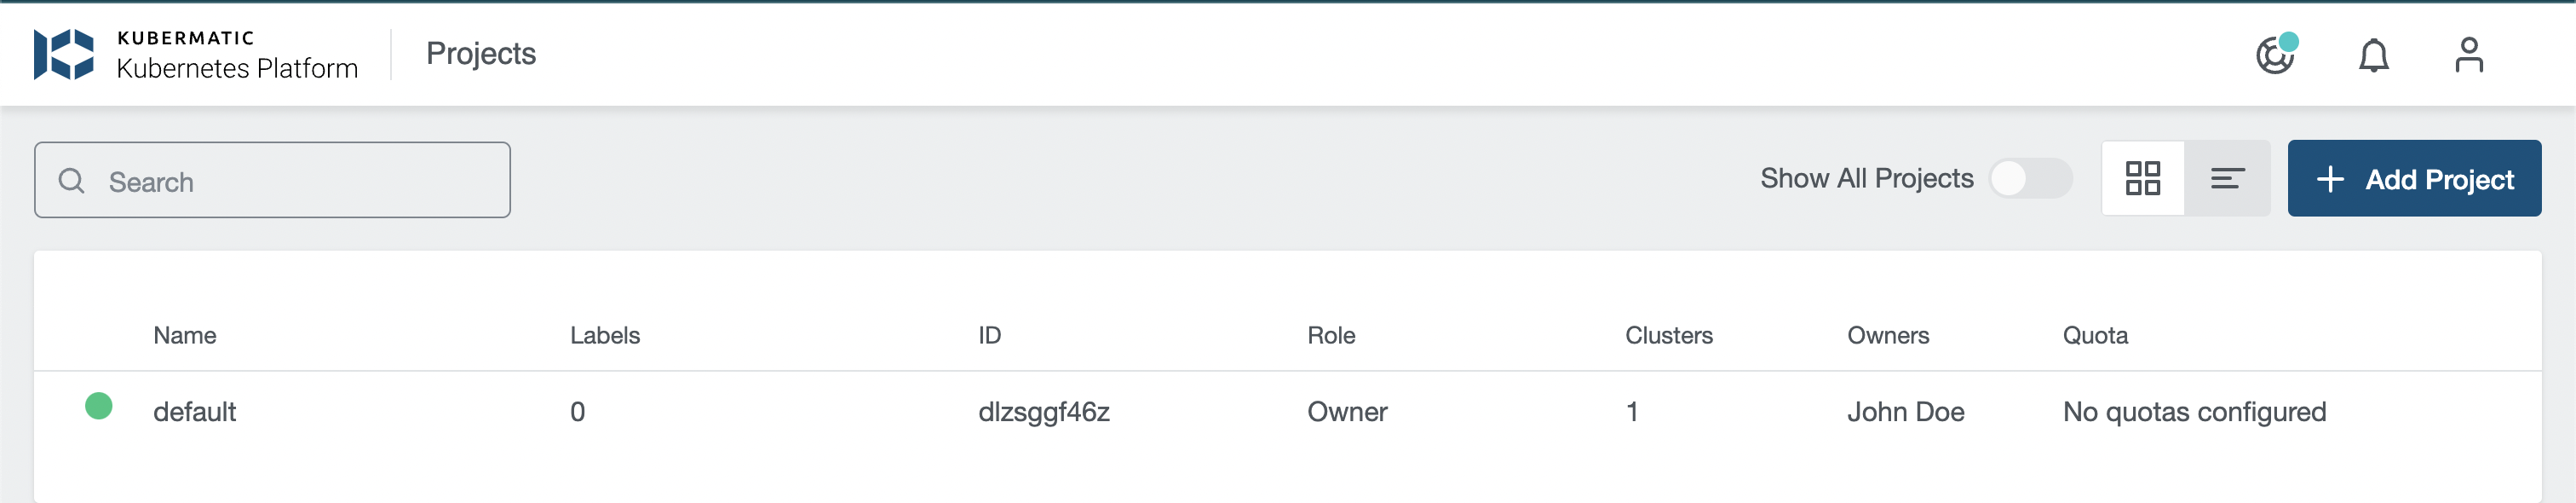 KUBERMATIC
Kubernetes Platform
Projects
Search
Show All Projects
Add Project
Name Labels ID Role Clusters Owners Quota
default 0 dlzsggf46z Owner 1 John Doe No quotas configured